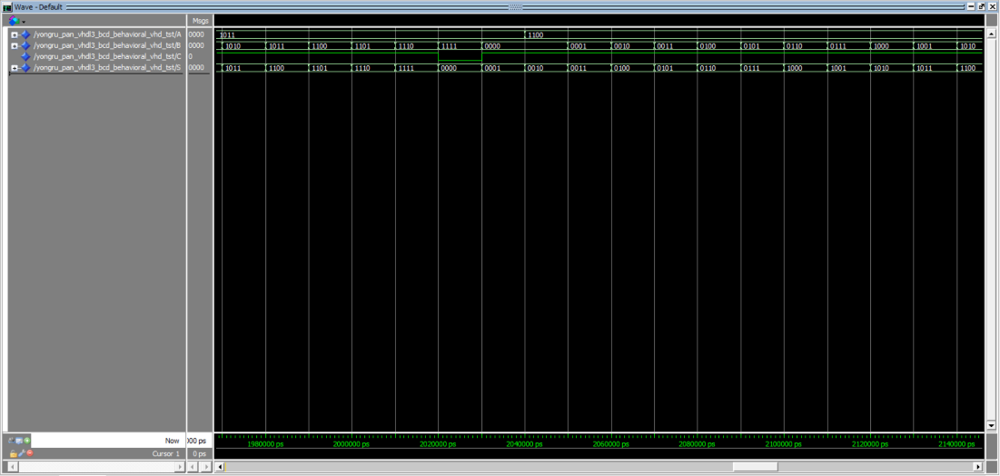 Wave - Default
Msgs
/yongru_pan_vhdl3_bcd_behavioral_vhd_tst/A 0000 1011 1100
/yongru_pan_vhdl3_bcd_behavioral_vhd_tst/B 0000 1010 1011 1100 1101 1110 1111 0000 0001 0010 0011 0100 0101 0110 0111 1000 1001 1010
/yongru_pan_vhdl3_bcd_behavioral_vhd_tst/C 0
/yongru_pan_vhdl3_bcd_behavioral_vhd_tst/S 0000 1011 1100 1101 1110 1111 0000 0001 0010 0011 0100 0101 0110 0111 1000 1001 1010 1011 1100
Now 00 ps 1980000 ps 2000000 ps 2020000 ps 2040000 ps 2060000 ps 2080000 ps 2100000 ps 2120000 ps 2140000 ps
Cursor 1 0 ps